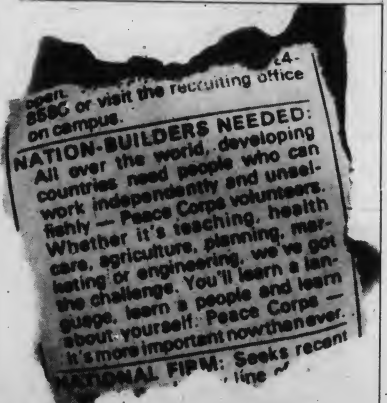 open.
8580 or visit the recruiting office
on campus.
NATION-BUILDERS NEEDED:
All over the world, developing
countries need people who can
work independently and unsel-
fishly — Peace Corps volunteers.
Whether it's teaching, health
care, agriculture, planning, mar-
keting or engineering, we've got
the challenge. You'll learn a lan-
guage, learn a people and learn
about yourself. Peace Corps —
it's more important now than ever.
NATIONAL FIRM: Seeks recent
line of